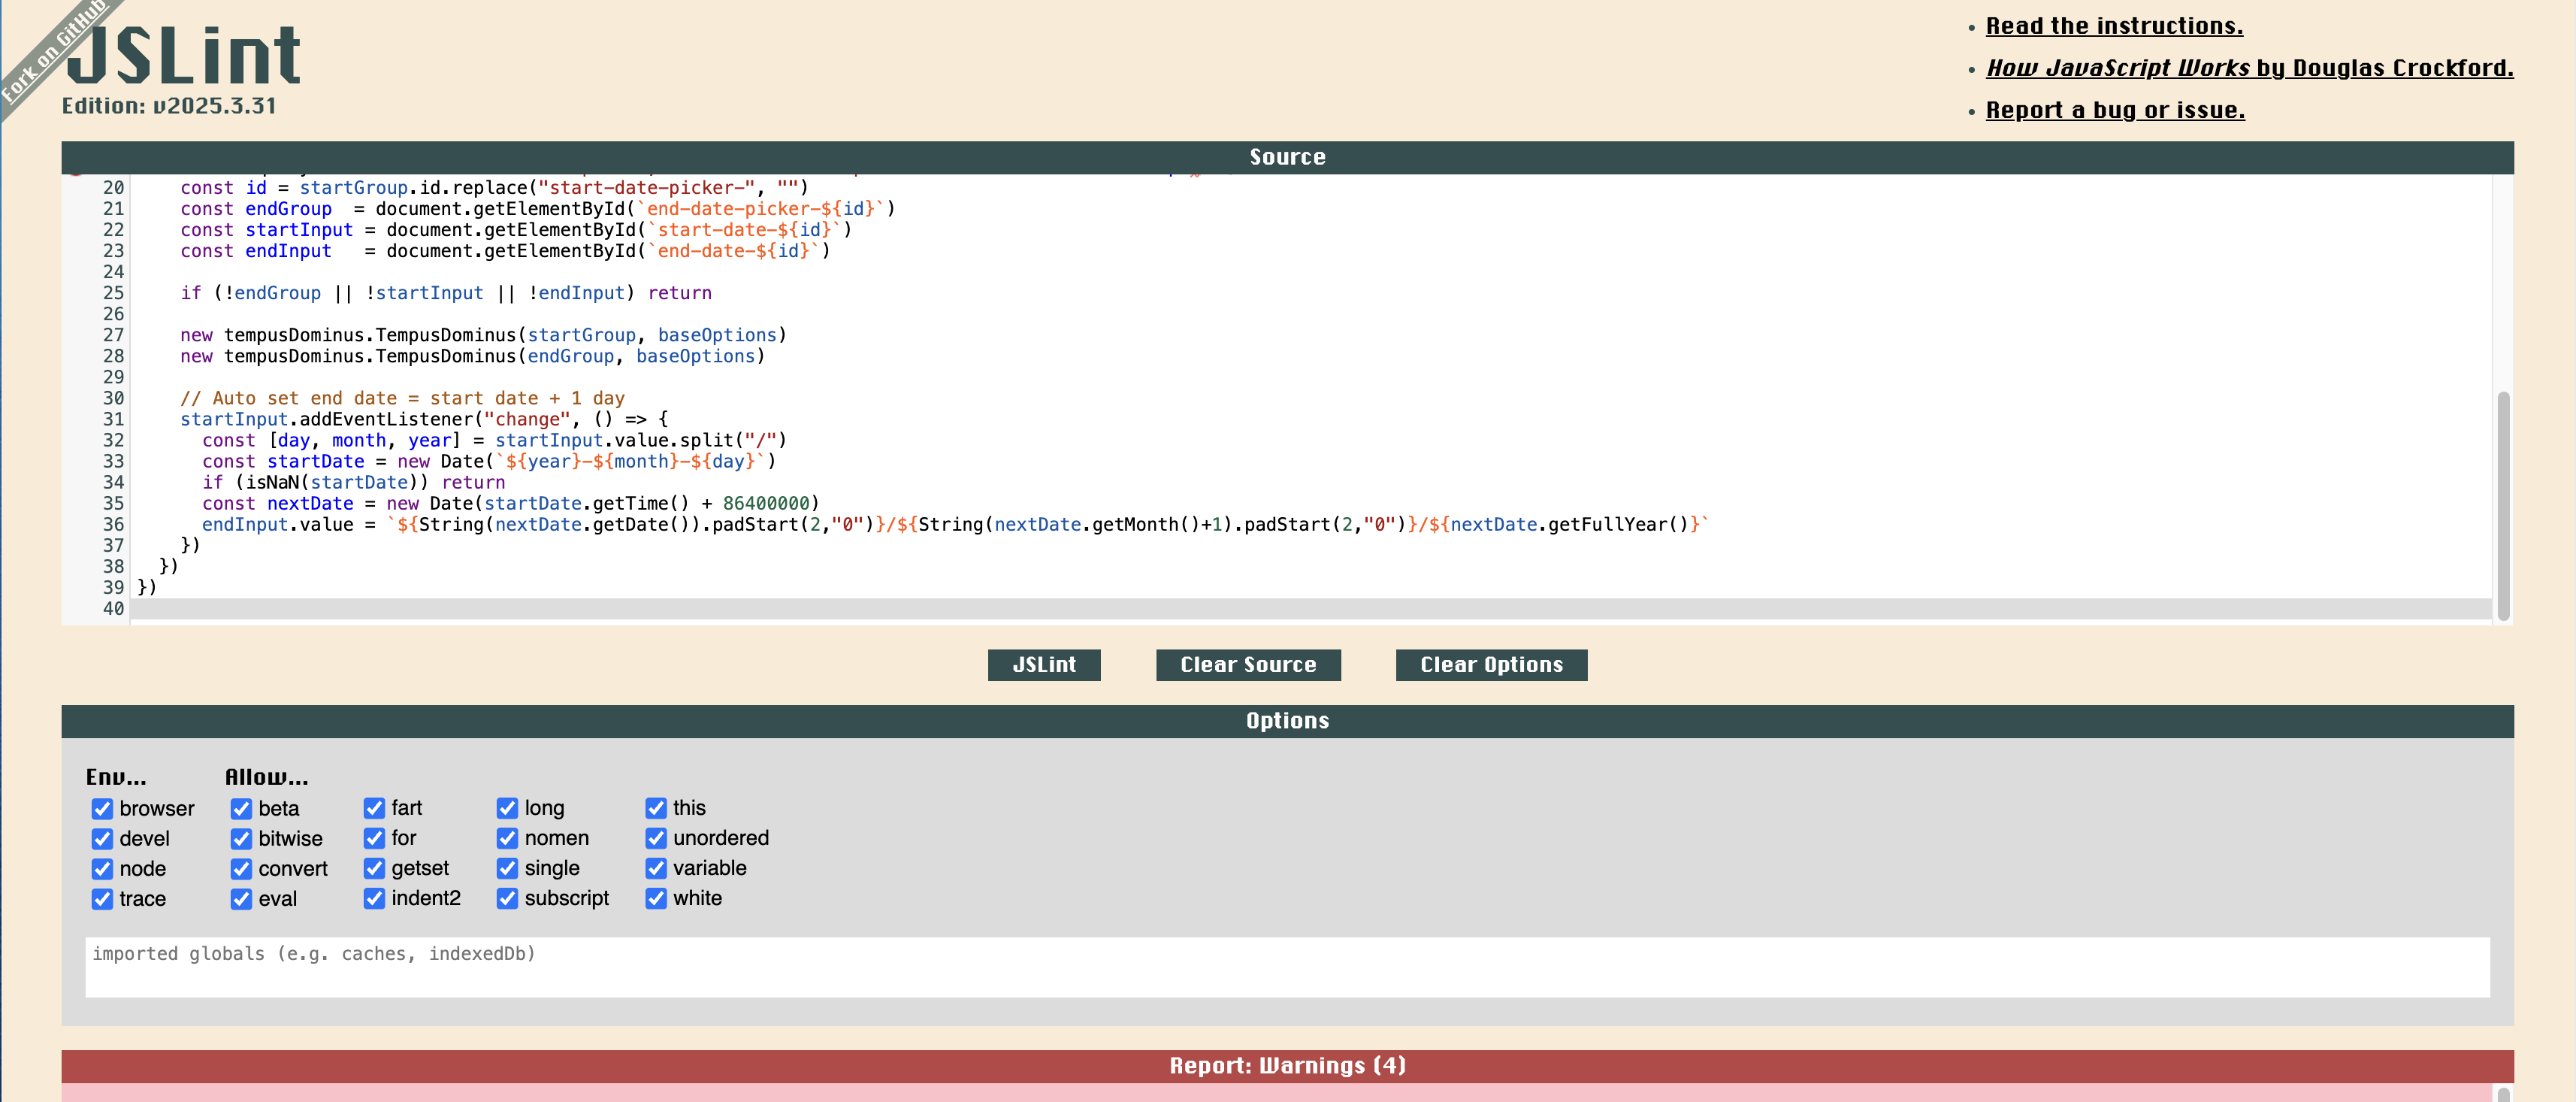 Fork on GitHub
JSLint
Edition: v2025.3.31
• Read the instructions.
• How JavaScript Works by Douglas Crockford.
• Report a bug or issue.
Source
20     const id = startGroup.id.replace("start-date-picker-", "")
21     const endGroup  = document.getElementById(`end-date-picker-${id}`)
22     const startInput = document.getElementById(`start-date-${id}`)
23     const endInput   = document.getElementById(`end-date-${id}`)
24
25     if (!endGroup || !startInput || !endInput) return
26
27     new tempusDominus.TempusDominus(startGroup, baseOptions)
28     new tempusDominus.TempusDominus(endGroup, baseOptions)
29
30     // Auto set end date = start date + 1 day
31     startInput.addEventListener("change", () => {
32       const [day, month, year] = startInput.value.split("/")
33       const startDate = new Date(`${year}-${month}-${day}`)
34       if (isNaN(startDate)) return
35       const nextDate = new Date(startDate.getTime() + 86400000)
36       endInput.value = `${String(nextDate.getDate()).padStart(2,"0")}/${String(nextDate.getMonth()+1).padStart(2,"0")}/${nextDate.getFullYear()}`
37     })
38   })
39 })
40
JSLint Clear Source Clear Options
Options
Env... Allow...
browser beta fart long this
devel bitwise for nomen unordered
node convert getset single variable
trace eval indent2 subscript white
imported globals (e.g. caches, indexedDb)
Report: Warnings (4)